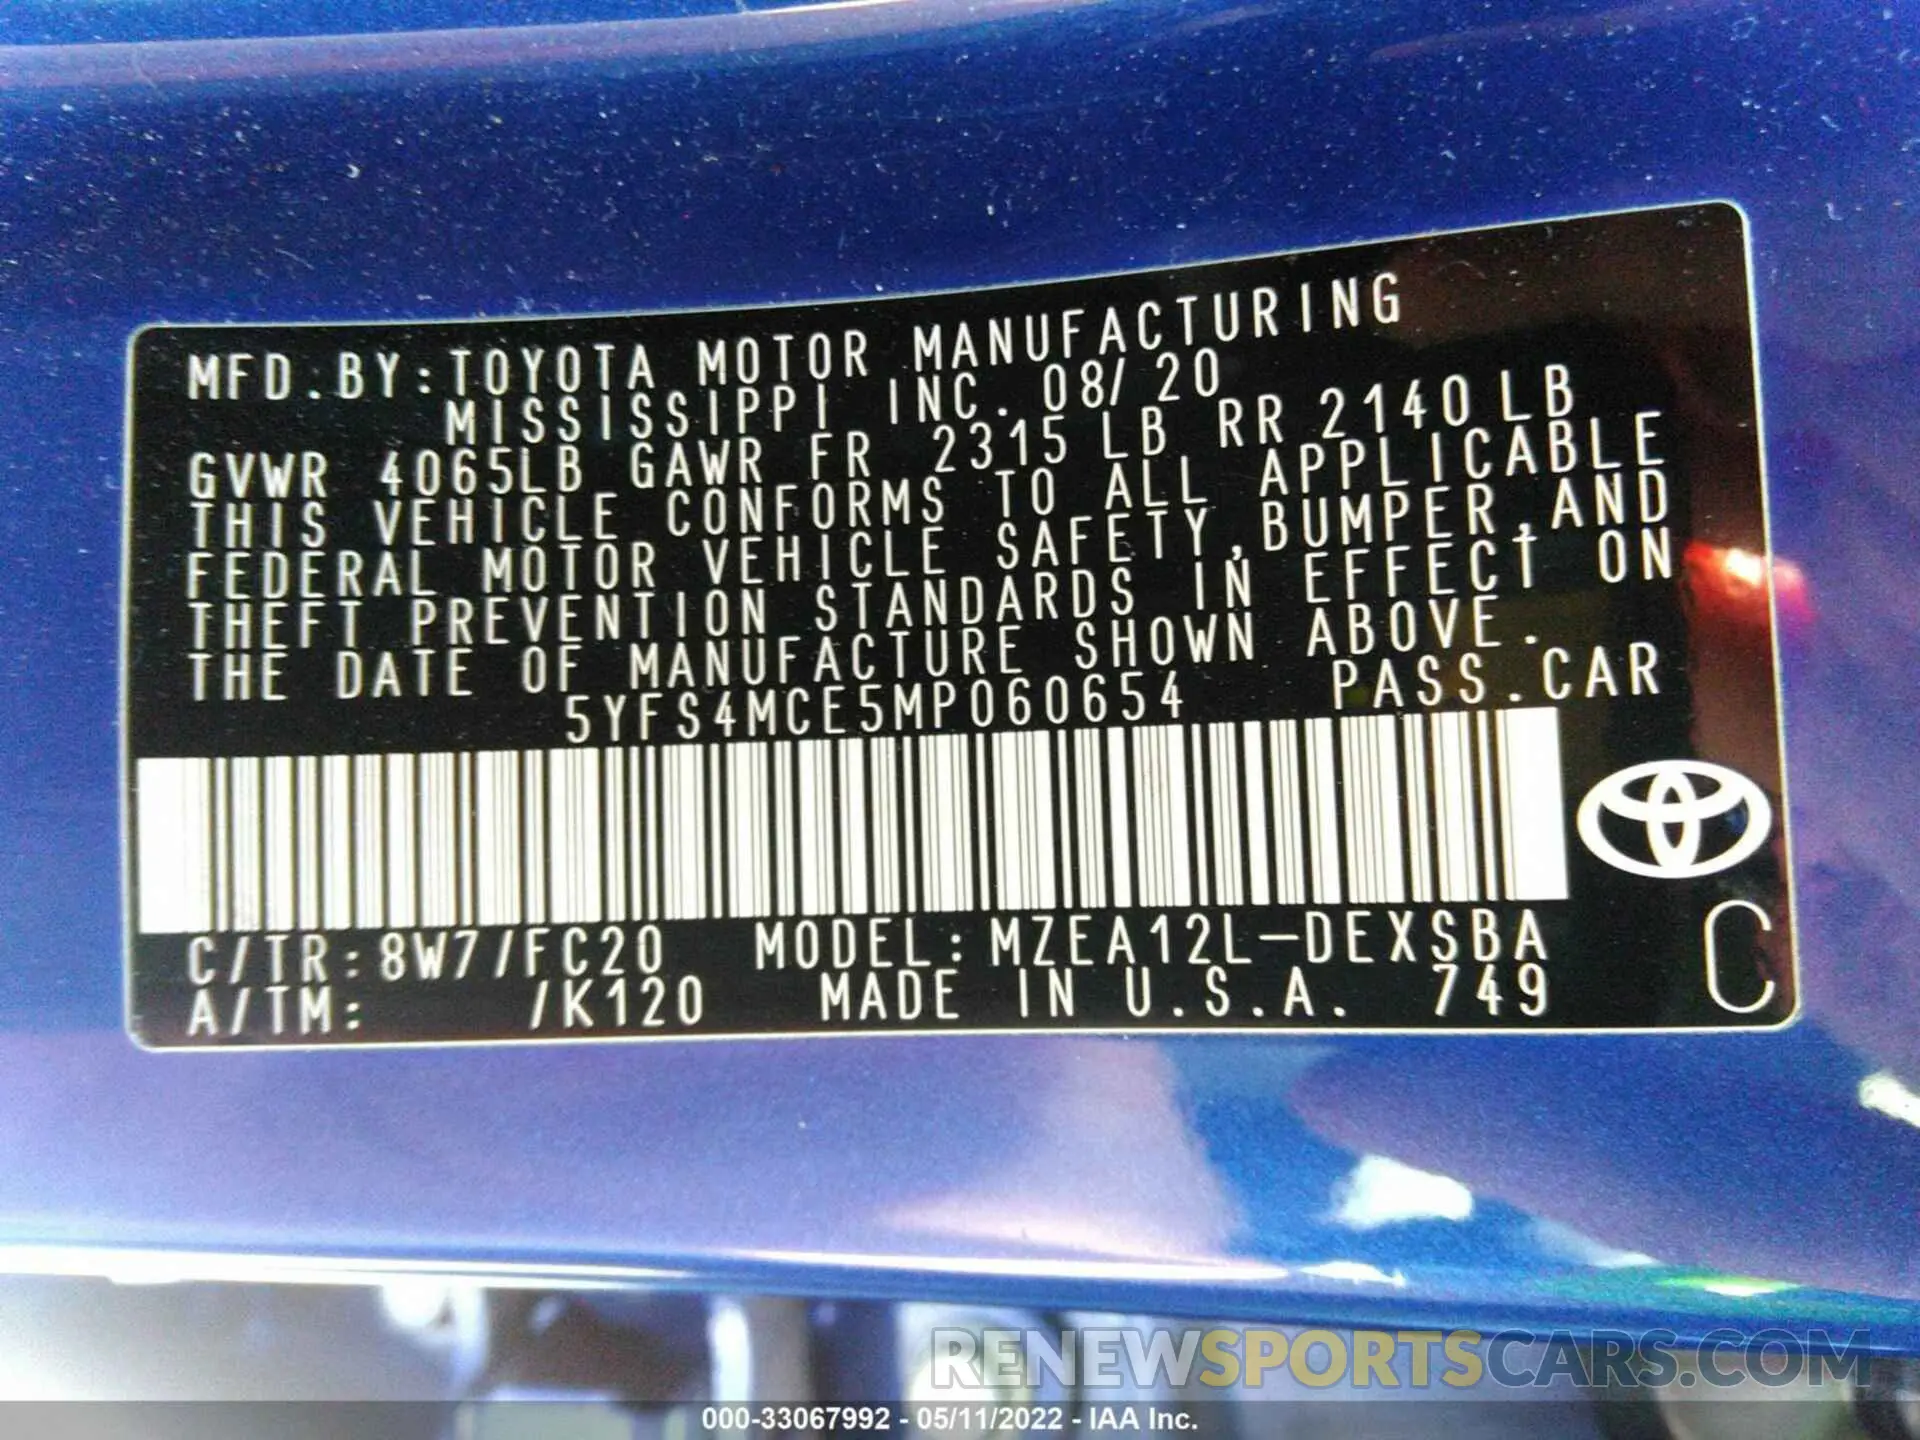 MFD.BY:TOYOTA MOTOR MANUFACTURING
MISSISSIPPI INC. 08/20
GVWR 4065LB GAWR FR 2315 LB RR 2140LB
THIS VEHICLE CONFORMS TO ALL APPLICABLE
FEDERAL MOTOR VEHICLE SAFETY,BUMPER,AND
THEFT PREVENTION STANDARDS IN EFFECT ON
THE DATE OF MANUFACTURE SHOWN ABOVE.
5YFS4MCE5MP060654 PASS.CAR
C/TR:8W7/FC20 MODEL:MZEA12L-DEXSBA
A/TM: /K120 MADE IN U.S.A. 749
C
RENEWSPORTSCARS.COM
000-33067992 - 05/11/2022 - IAA Inc.